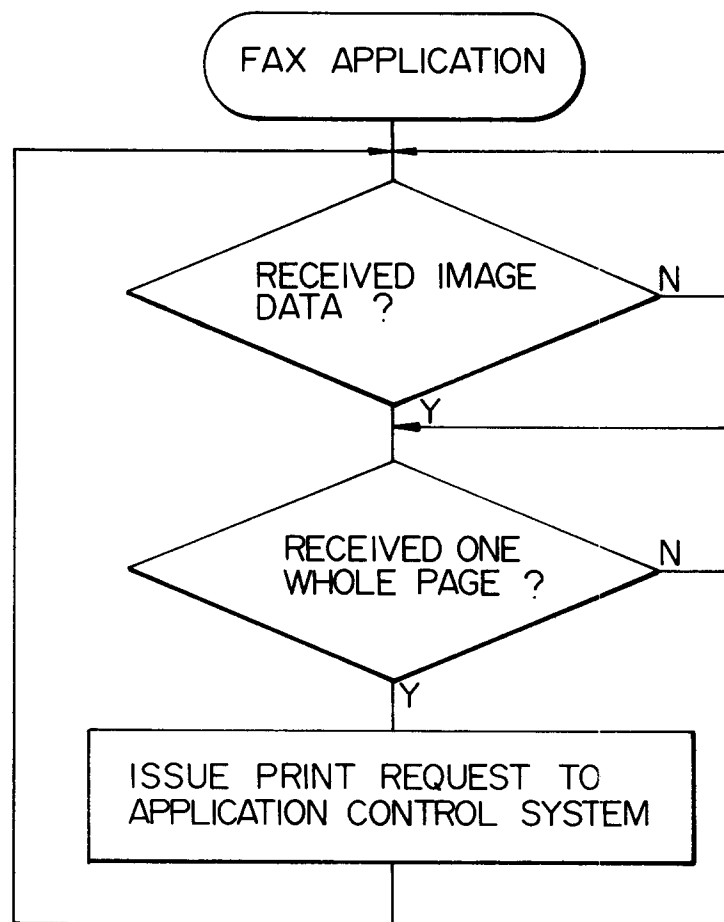 FAX APPLICATION
RECEIVED IMAGE
DATA ?
N
Y
RECEIVED ONE
WHOLE PAGE ?
N
Y
ISSUE PRINT REQUEST TO
APPLICATION CONTROL SYSTEM